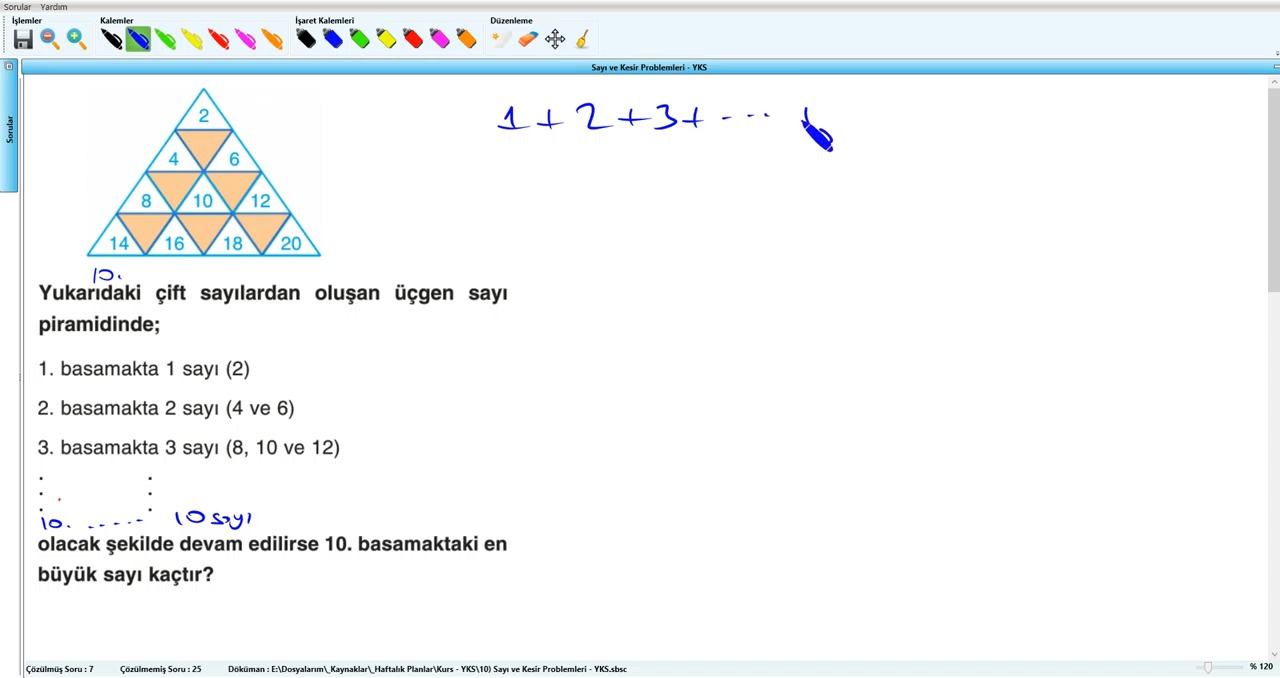 Sorular Yardım
İşlemler Kalemler İşaret Kalemleri Düzenleme
Sayı ve Kesir Problemleri - YKS
Sorular
1 + 2 + 3 + ---
2
4 6
8 10 12
14 16 18 20
10.
Yukarıdaki çift sayılardan oluşan üçgen sayı
piramidinde;
1. basamakta 1 sayı (2)
2. basamakta 2 sayı (4 ve 6)
3. basamakta 3 sayı (8, 10 ve 12)
10. ------ 10 sayı
olacak şekilde devam edilirse 10. basamaktaki en
büyük sayı kaçtır?
Çözülmüş Soru : 7 Çözülmemiş Soru : 25 Döküman : E:\Dosyalarım\_Kaynaklar\_Haftalık Planlar\Kurs - YKS\10) Sayı ve Kesir Problemleri - YKS.sbsc % 120